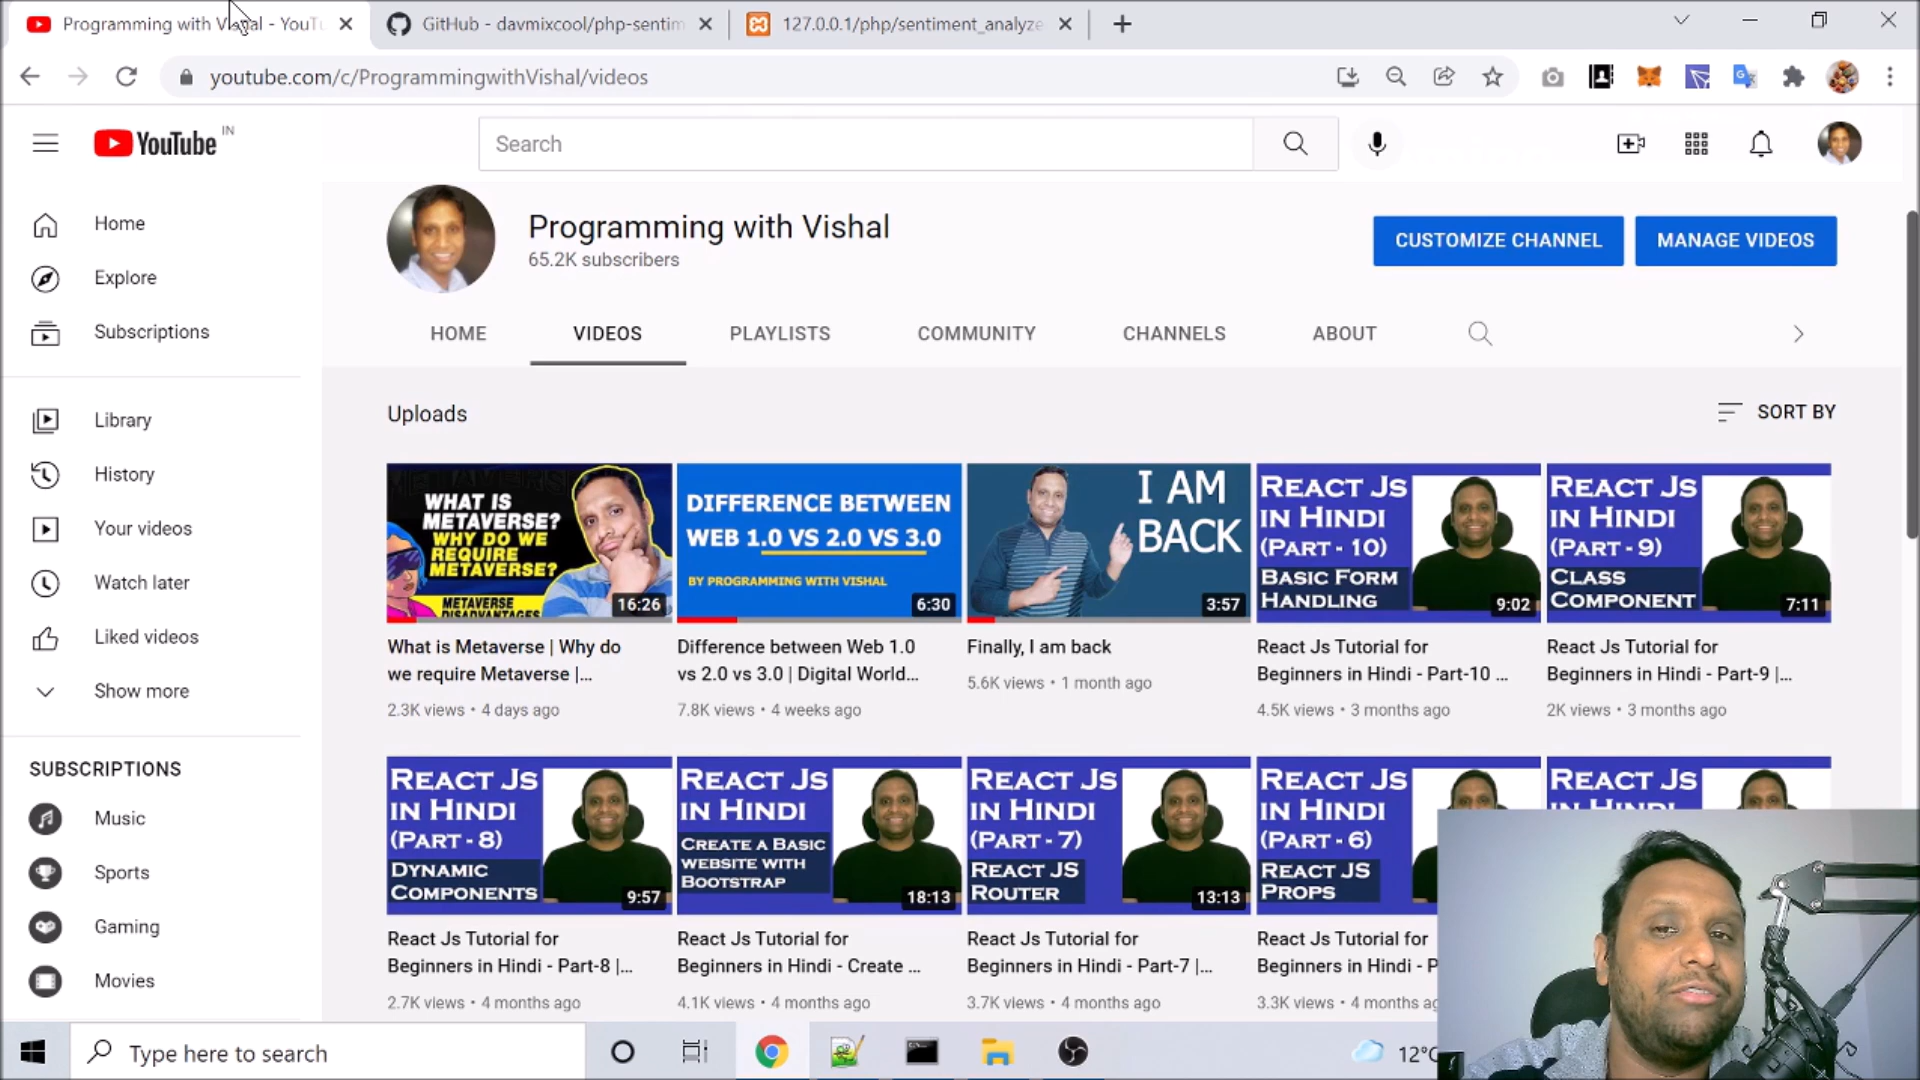 Programming with Vishal - YouTu
GitHub - davmixcool/php-sentim
127.0.0.1/php/sentiment_analyze
youtube.com/c/ProgrammingwithVishal/videos
YouTube IN
Search
Home
Explore
Subscriptions
Library
History
Your videos
Watch later
Liked videos
Show more
SUBSCRIPTIONS
Music
Sports
Gaming
Movies
Programming with Vishal
65.2K subscribers
CUSTOMIZE CHANNEL
MANAGE VIDEOS
HOME
VIDEOS
PLAYLISTS
COMMUNITY
CHANNELS
ABOUT
Uploads
SORT BY
WHAT IS
METAVERSE?
WHY DO WE
REQUIRE
METAVERSE?
METAVERSE
DISADVANTAGES
16:26
What is Metaverse | Why do
we require Metaverse |...
2.3K views • 4 days ago
DIFFERENCE BETWEEN
WEB 1.0 VS 2.0 VS 3.0
BY PROGRAMMING WITH VISHAL
6:30
Difference between Web 1.0
vs 2.0 vs 3.0 | Digital World...
7.8K views • 4 weeks ago
I AM
BACK
3:57
Finally, I am back
5.6K views • 1 month ago
REACT JS
IN HINDI
(PART - 10)
BASIC FORM
HANDLING
9:02
React Js Tutorial for
Beginners in Hindi - Part-10 ...
4.5K views • 3 months ago
REACT JS
IN HINDI
(PART - 9)
CLASS
COMPONENT
7:11
React Js Tutorial for
Beginners in Hindi - Part-9 |...
2K views • 3 months ago
REACT JS
IN HINDI
(PART - 8)
DYNAMIC
COMPONENTS
9:57
React Js Tutorial for
Beginners in Hindi - Part-8 |...
2.7K views • 4 months ago
REACT JS
IN HINDI
CREATE A BASIC
WEBSITE WITH
BOOTSTRAP
18:13
React Js Tutorial for
Beginners in Hindi - Create ...
4.1K views • 4 months ago
REACT JS
IN HINDI
(PART - 7)
REACT JS
ROUTER
13:13
React Js Tutorial for
Beginners in Hindi - Part-7 |...
3.7K views • 4 months ago
REACT JS
IN HINDI
(PART - 6)
REACT JS
PROPS
React Js Tutorial for
Beginners in Hindi - P
3.3K views • 4 months ag
REACT JS
IN HINDI
Type here to search
12°C